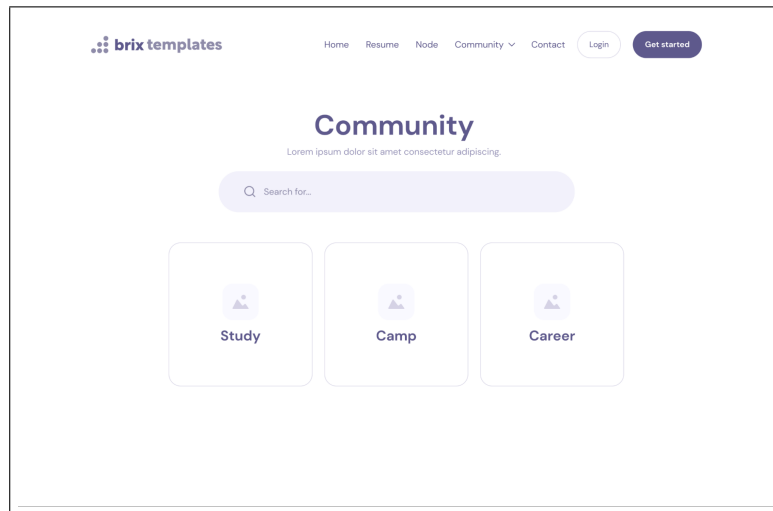 brix templates
Home Resume Node Community Contact Login Get started
Community
Lorem ipsum dolor sit amet consectetur adipiscing.
Search for...
Study Camp Career